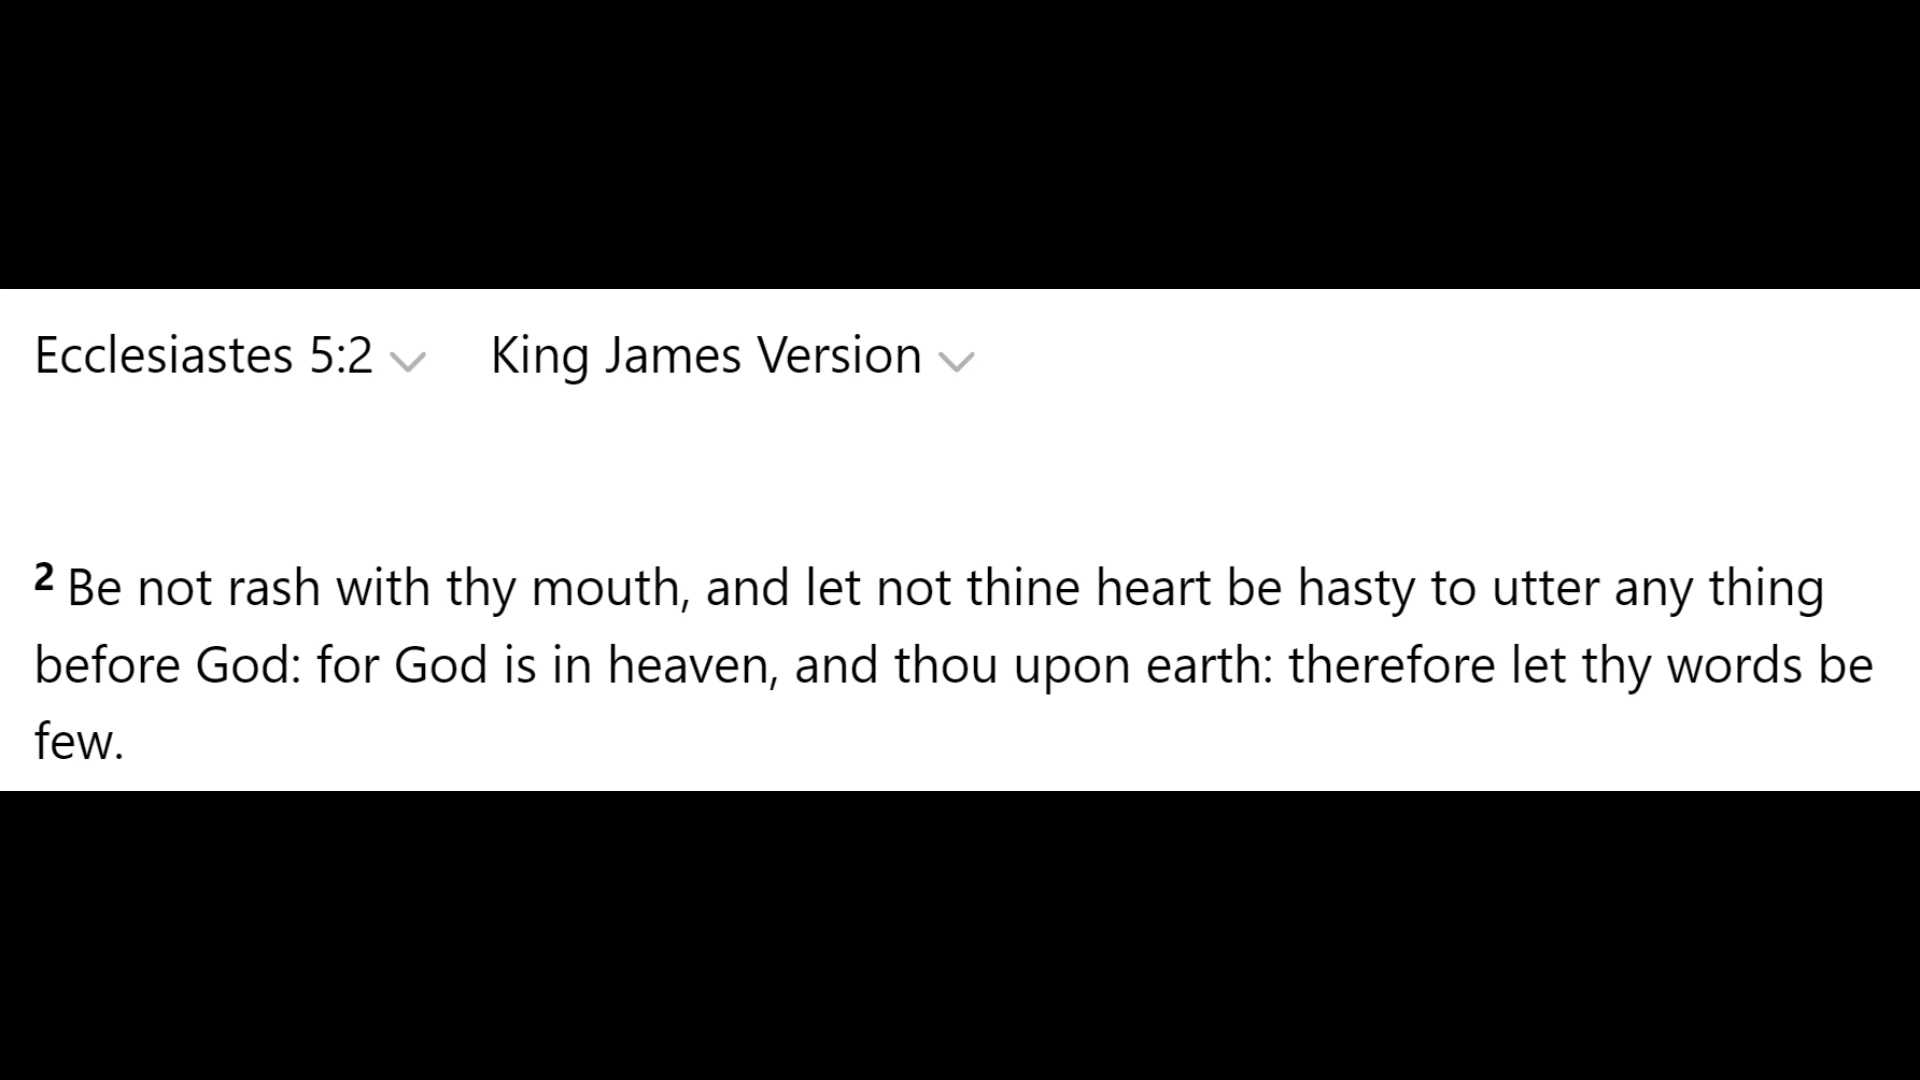 Ecclesiastes 5:2 King James Version
2 Be not rash with thy mouth, and let not thine heart be hasty to utter any thing
before God: for God is in heaven, and thou upon earth: therefore let thy words be
few.